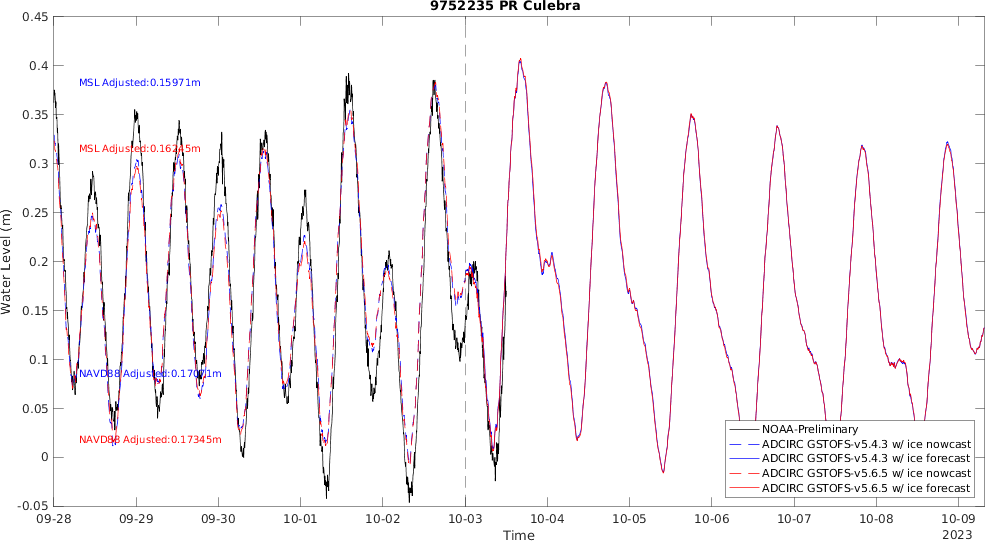 9752235 PR Culebra
0.45
0.4
0.35
0.3
0.25
0.2
0.15
0.1
0.05
0
-0.05
Water Level (m)
MSL Adjusted:0.15971m
MSL Adjusted:0.16245m
NAVD88 Adjusted:0.17071m
NAVD88 Adjusted:0.17345m
NOAA-Preliminary
ADCIRC GSTOFS-v5.4.3 w/ ice nowcast
ADCIRC GSTOFS-v5.4.3 w/ ice forecast
ADCIRC GSTOFS-v5.6.5 w/ ice nowcast
ADCIRC GSTOFS-v5.6.5 w/ ice forecast
09-28 09-29 09-30 10-01 10-02 10-03 10-04 10-05 10-06 10-07 10-08 10-09
2023
Time